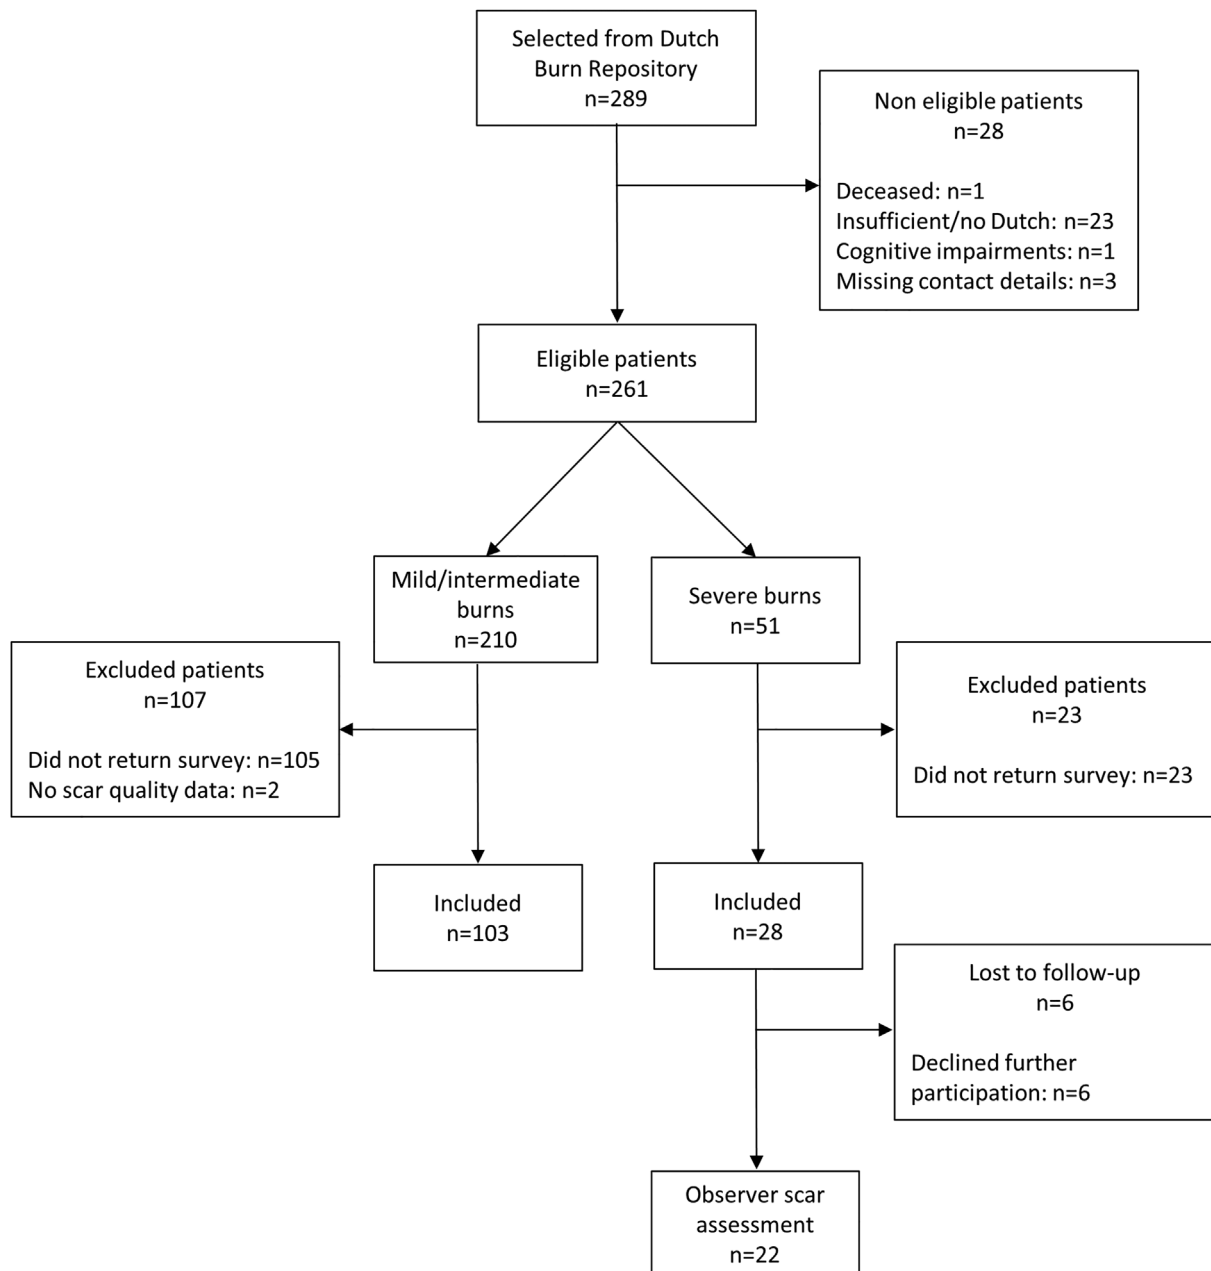 Selected from Dutch
Burn Repository
n=289
Non eligible patients
n=28
Deceased: n=1
Insufficient/no Dutch: n=23
Cognitive impairments: n=1
Missing contact details: n=3
Eligible patients
n=261
Mild/intermediate
burns
n=210
Severe burns
n=51
Excluded patients
n=107
Did not return survey: n=105
No scar quality data: n=2
Excluded patients
n=23
Did not return survey: n=23
Included
n=103
Included
n=28
Lost to follow-up
n=6
Declined further
participation: n=6
Observer scar
assessment
n=22